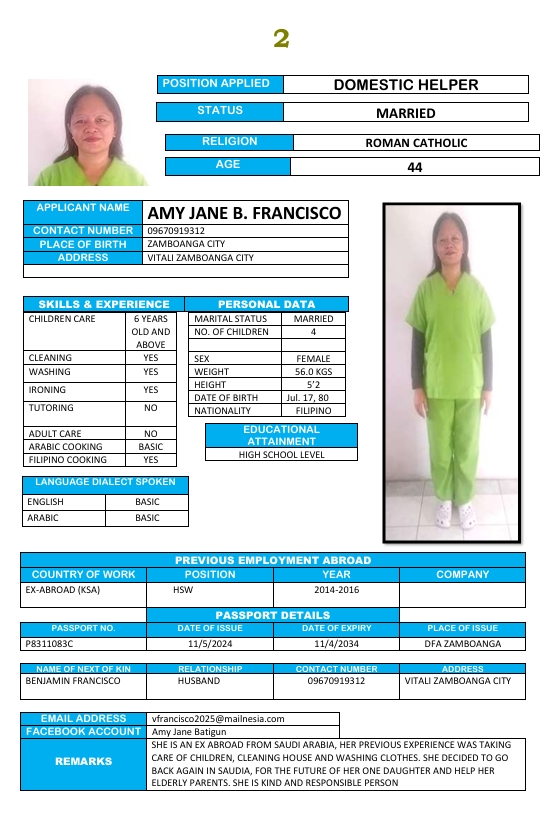 2
POSITION APPLIED DOMESTIC HELPER
STATUS MARRIED
RELIGION ROMAN CATHOLIC
AGE 44
APPLICANT NAME AMY JANE B. FRANCISCO
CONTACT NUMBER 09670919312
PLACE OF BIRTH ZAMBOANGA CITY
ADDRESS VITALI ZAMBOANGA CITY
SKILLS & EXPERIENCE
CHILDREN CARE 6 YEARS
OLD AND
ABOVE
CLEANING YES
WASHING YES
IRONING YES
TUTORING NO
ADULT CARE NO
ARABIC COOKING BASIC
FILIPINO COOKING YES
PERSONAL DATA
MARITAL STATUS MARRIED
NO. OF CHILDREN 4
SEX FEMALE
WEIGHT 56.0 KGS
HEIGHT 5'2
DATE OF BIRTH Jul. 17, 80
NATIONALITY FILIPINO
EDUCATIONAL
ATTAINMENT
HIGH SCHOOL LEVEL
LANGUAGE DIALECT SPOKEN
ENGLISH BASIC
ARABIC BASIC
PREVIOUS EMPLOYMENT ABROAD
COUNTRY OF WORK POSITION YEAR COMPANY
EX-ABROAD (KSA) HSW 2014-2016
PASSPORT DETAILS
PASSPORT NO. DATE OF ISSUE DATE OF EXPIRY PLACE OF ISSUE
P8311083C 11/5/2024 11/4/2034 DFA ZAMBOANGA
NAME OF NEXT OF KIN RELATIONSHIP CONTACT NUMBER ADDRESS
BENJAMIN FRANCISCO HUSBAND 09670919312 VITALI ZAMBOANGA CITY
EMAIL ADDRESS vfrancisco2025@mailnesia.com
FACEBOOK ACCOUNT Amy Jane Batigun
REMARKS
SHE IS AN EX ABROAD FROM SAUDI ARABIA, HER PREVIOUS EXPERIENCE WAS TAKING
CARE OF CHILDREN, CLEANING HOUSE AND WASHING CLOTHES. SHE DECIDED TO GO
BACK AGAIN IN SAUDIA, FOR THE FUTURE OF HER ONE DAUGHTER AND HELP HER
ELDERLY PARENTS. SHE IS KIND AND RESPONSIBLE PERSON